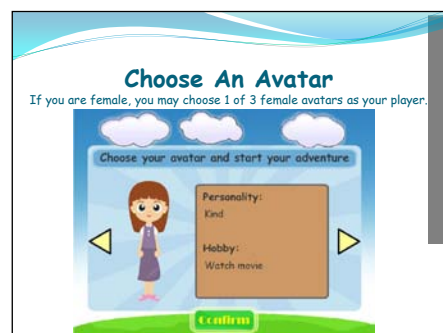 Choose An Avatar
If you are female, you may choose 1 of 3 female avatars as your player.
Choose your avatar and start your adventure
Personality:
Kind
Hobby:
Watch movie
Confirm